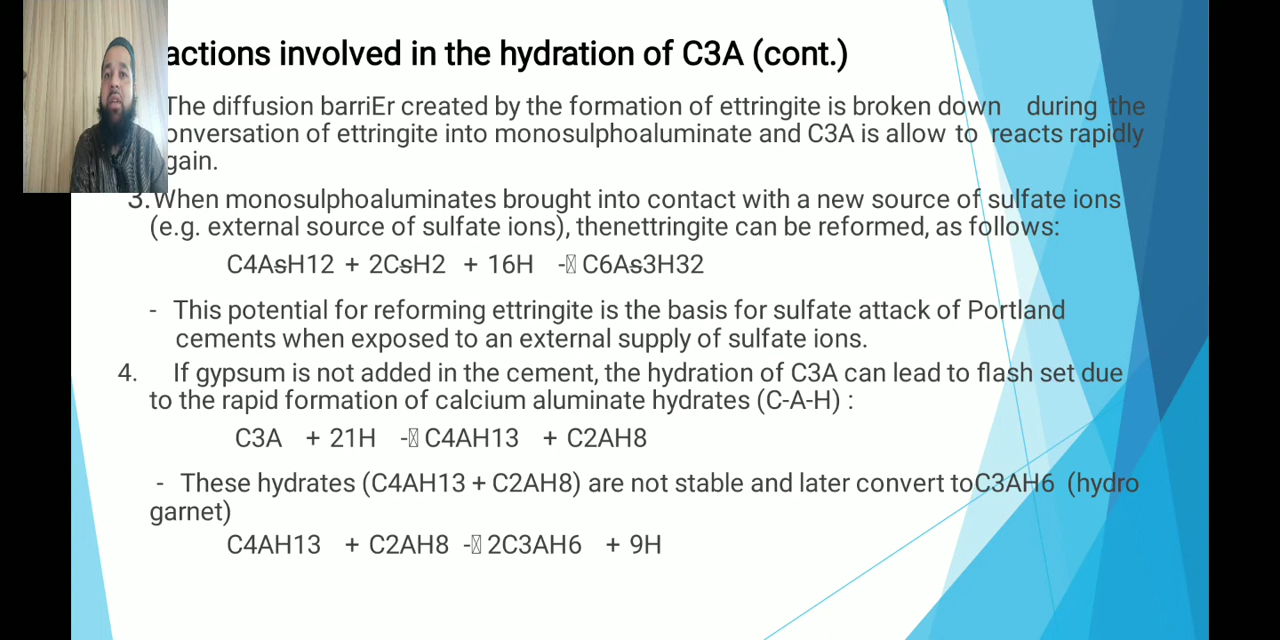 actions involved in the hydration of C3A (cont.)
The diffusion barriEr created by the formation of ettringite is broken down during the
onversation of ettringite into monosulphoaluminate and C3A is allow to reacts rapidly
gain.
3.When monosulphoaluminates brought into contact with a new source of sulfate ions
(e.g. external source of sulfate ions), thenettringite can be reformed, as follows:
C4AsH12 + 2CsH2 + 16H -▯ C6As3H32
- This potential for reforming ettringite is the basis for sulfate attack of Portland
cements when exposed to an external supply of sulfate ions.
4. If gypsum is not added in the cement, the hydration of C3A can lead to flash set due
to the rapid formation of calcium aluminate hydrates (C-A-H) :
C3A + 21H -▯ C4AH13 + C2AH8
- These hydrates (C4AH13 + C2AH8) are not stable and later convert toC3AH6 (hydro
garnet)
C4AH13 + C2AH8 -▯ 2C3AH6 + 9H